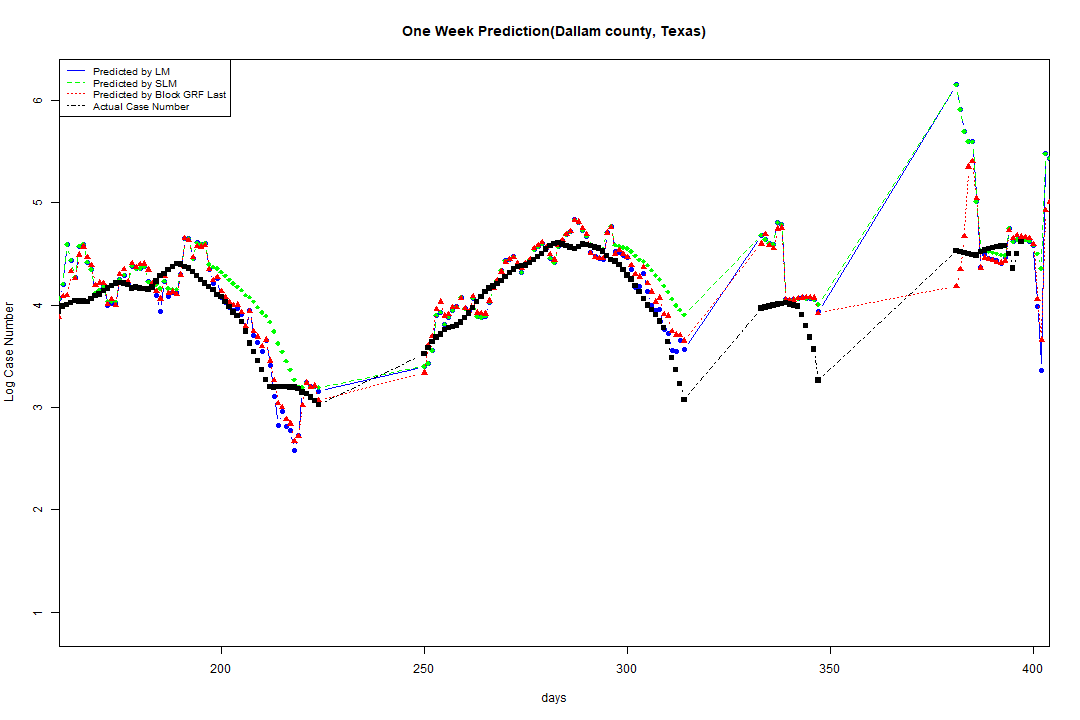 One Week Prediction(Dallam county, Texas)
Predicted by LM
Predicted by SLM
Predicted by Block GRF Last
Actual Case Number
6
5
4
3
2
1
Log Case Number
200 250 300 350 400
days